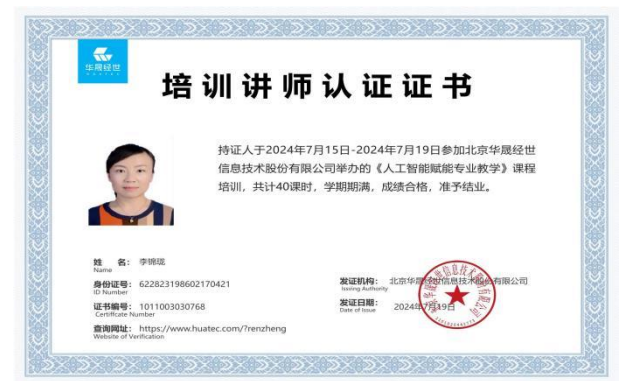 华晟经世
HUATEC
培训讲师认证证书
持证人于2024年7月15日-2024年7月19日参加北京华晟经世
信息技术股份有限公司举办的《人工智能赋能专业教学》课程
培训，共计40课时，学期期满，成绩合格，准予结业。
姓 名： 李锦珑
Name
身份证号： 622823198602170421
ID Number
证书编号： 1011003030768
Certificate Number
查询网址： https://www.huatec.com/?renzheng
Website of Verification
发证机构： 北京华晟经世信息技术股份有限公司
Issuing Authority
发证日期： 2024年7月19日
Date of Issue